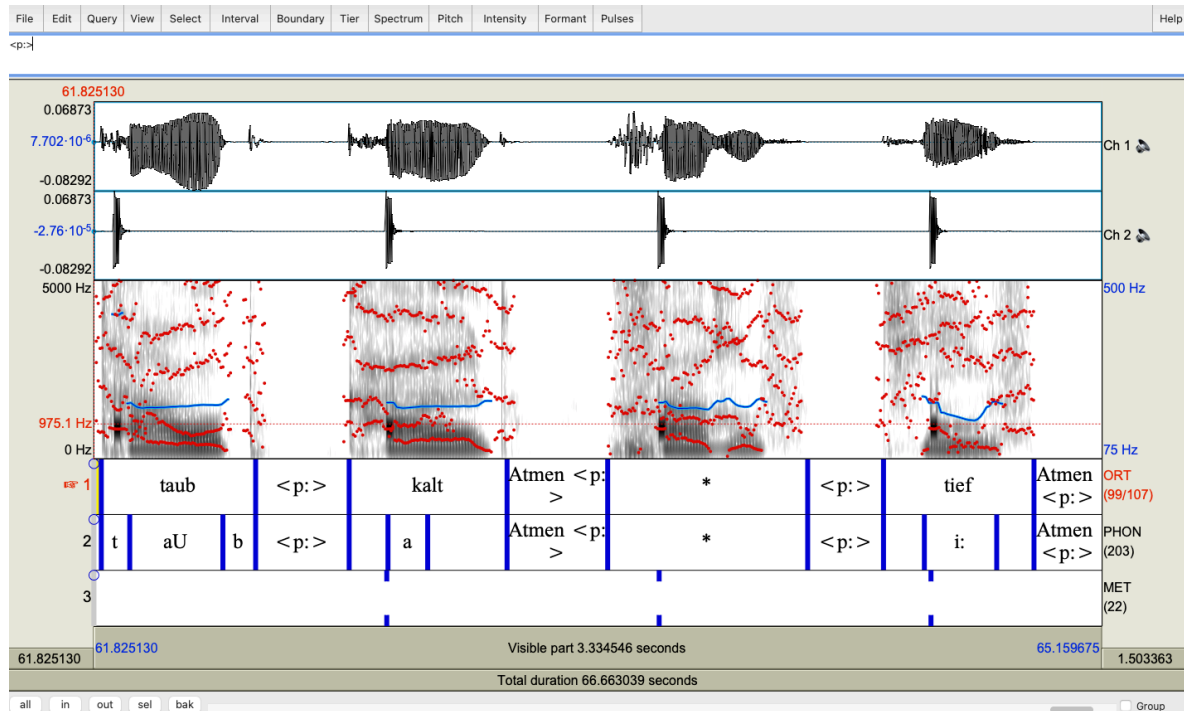 File Edit Query View Select Interval Boundary Tier Spectrum Pitch Intensity Formant Pulses Help
<p:>
61.825130
0.06873
7.702·10-6
-0.08292
Ch 1
0.06873
-2.76·10-5
-0.08292
Ch 2
5000 Hz 500 Hz
975.1 Hz
0 Hz 75 Hz
1 taub <p:> kalt Atmen <p:
> * <p:> tief Atmen
<p:> ORT
(99/107)
2 t aU b <p:> a Atmen <p:
> * <p:> i: Atmen
<p:> PHON
(203)
3 MET
(22)
61.825130 61.825130 Visible part 3.334546 seconds 65.159675 1.503363
Total duration 66.663039 seconds
all in out sel bak Group